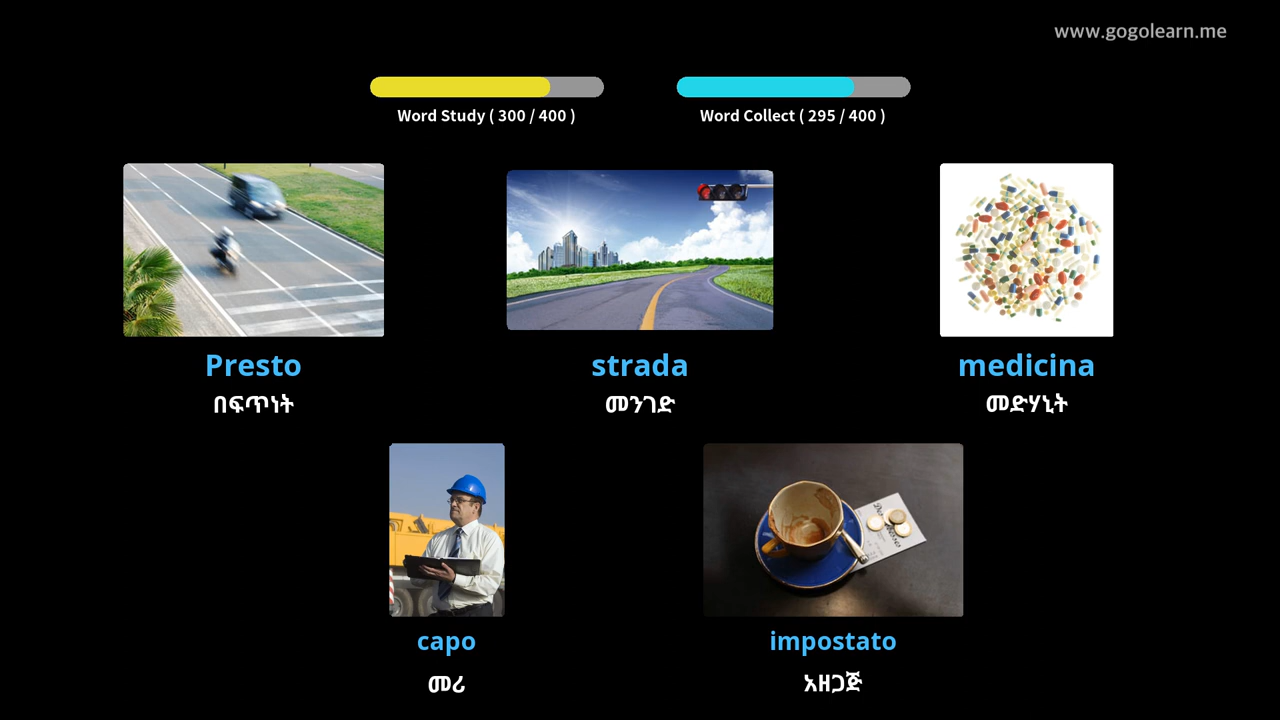 www.gogolearn.me
Word Study ( 300 / 400 )
Word Collect ( 295 / 400 )
Presto
በፍጥነት
strada
መንገድ
medicina
መድሃኒት
capo
መሪ
impostato
አዘጋጅ